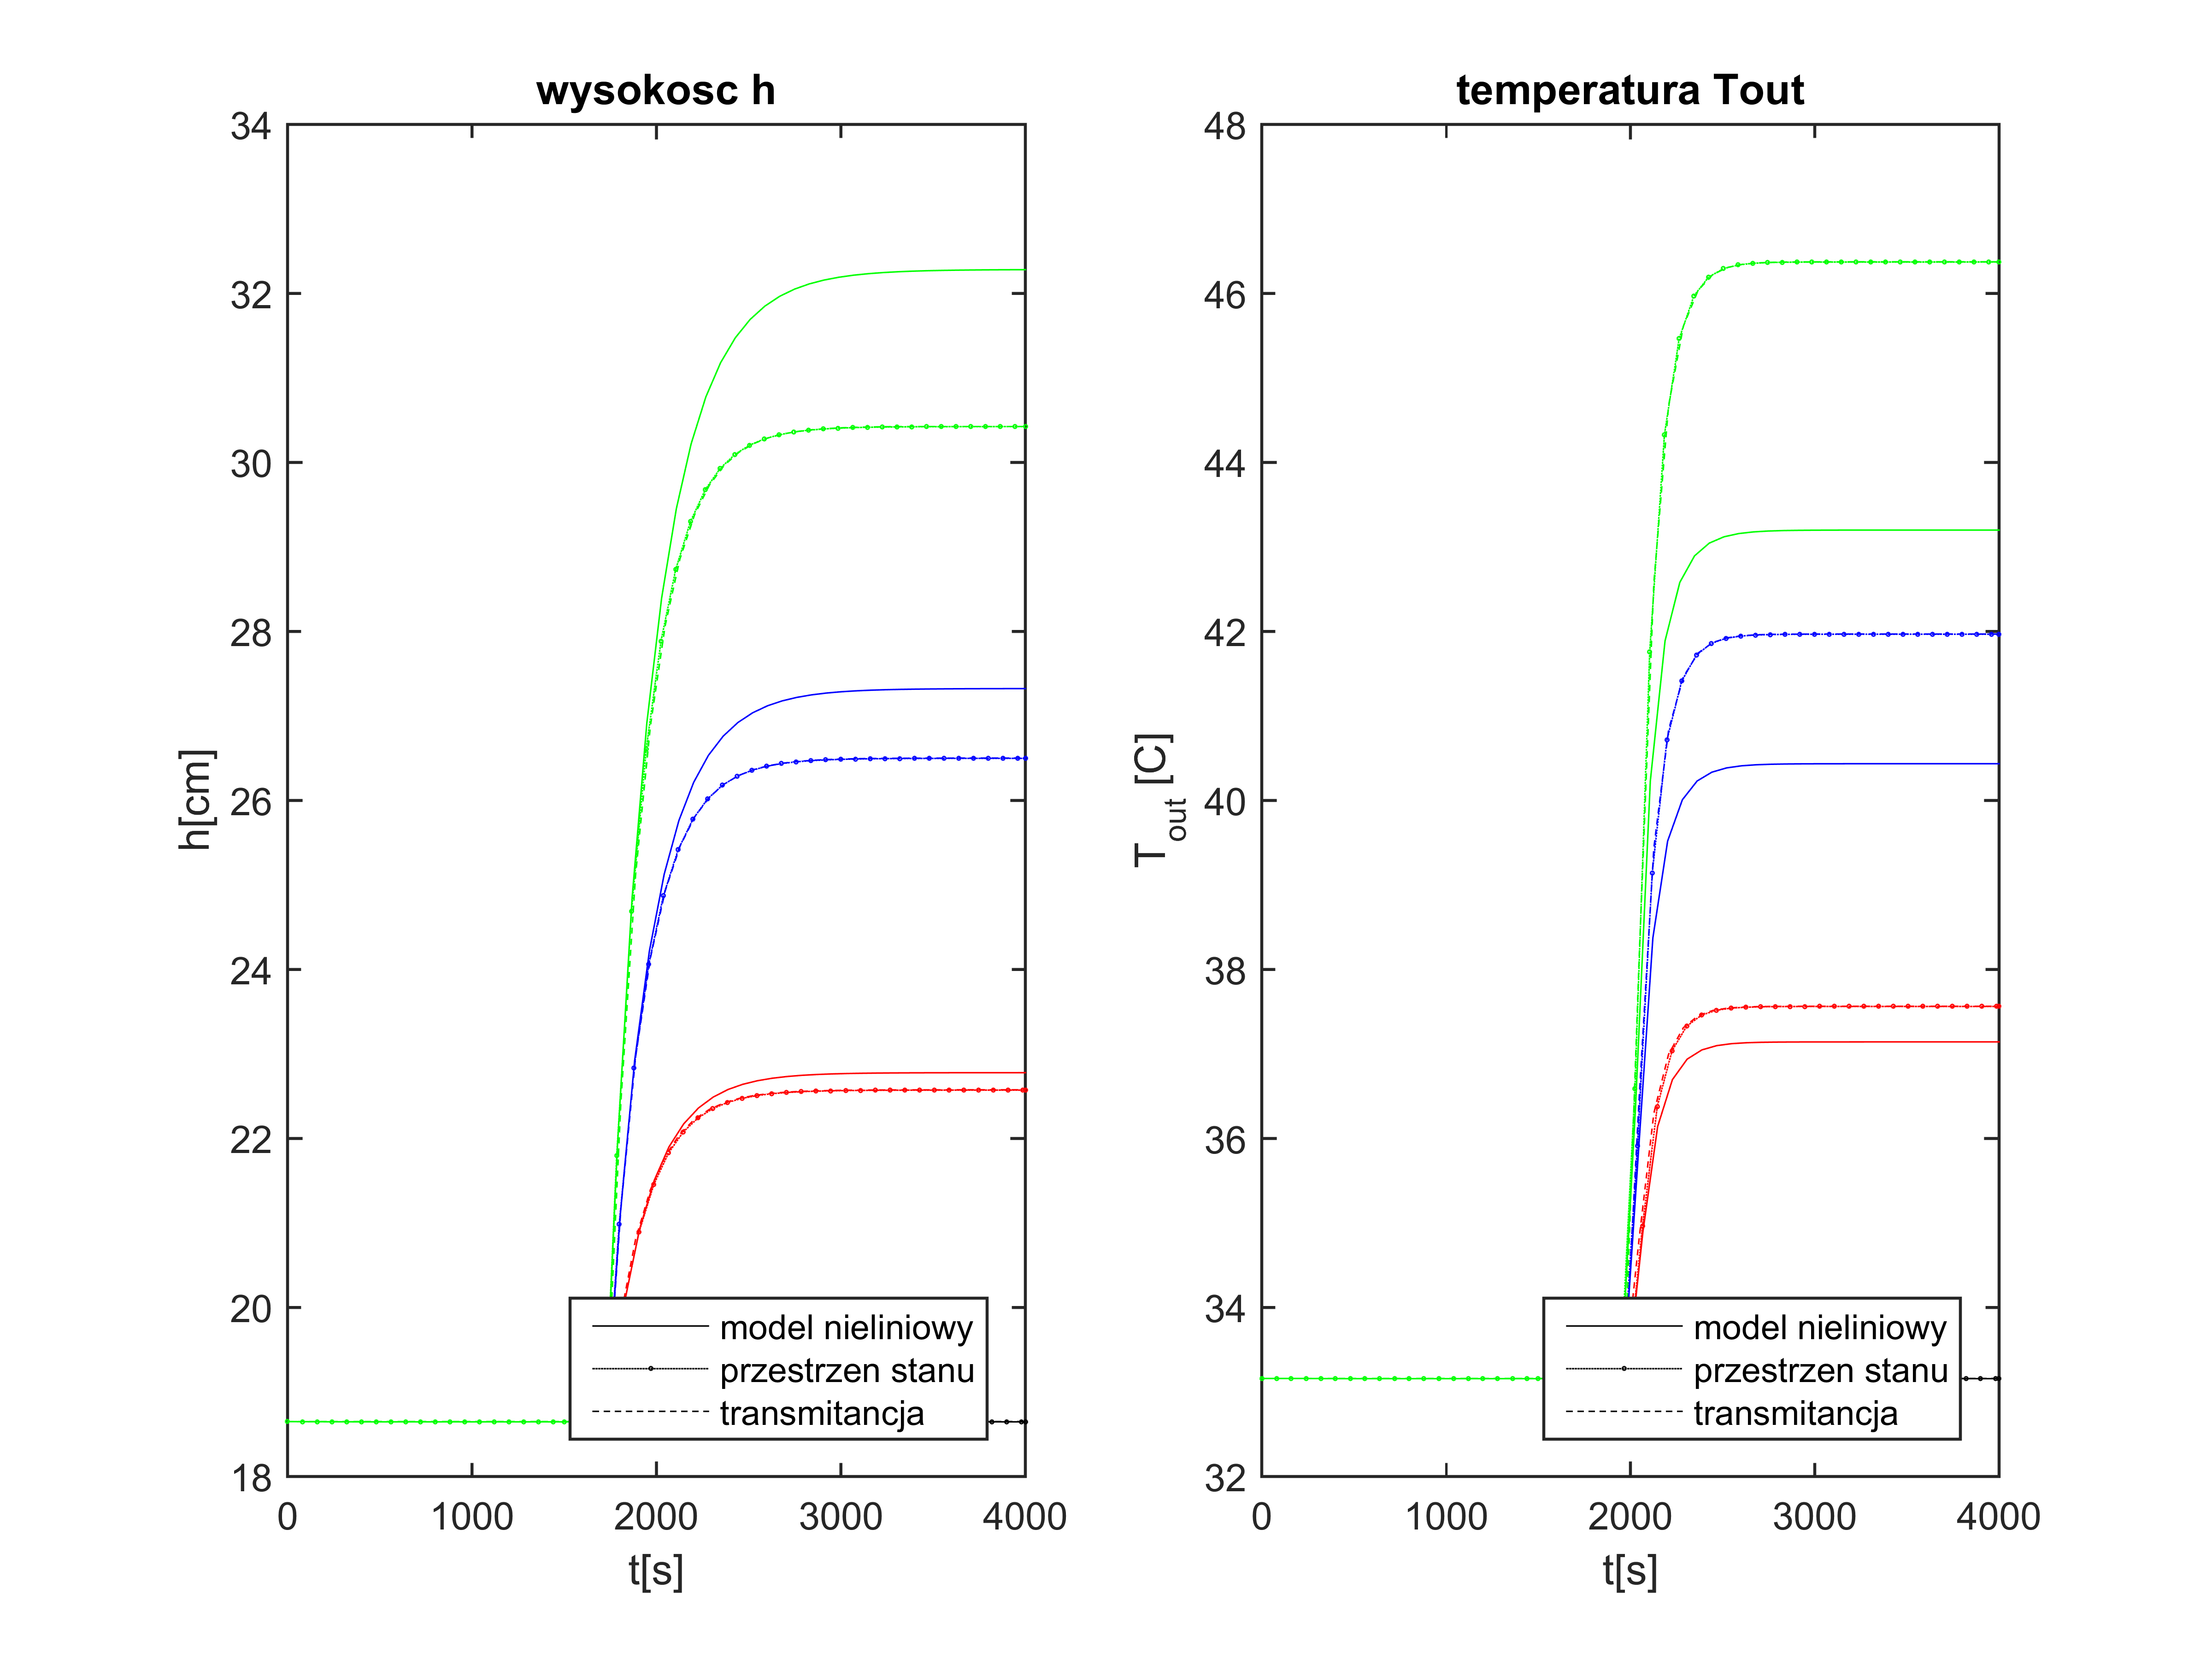 wysokosc h
34
32
30
28
26
24
22
20
18
h[cm]
0 1000 2000 3000 4000
t[s]
model nieliniowy
przestrzen stanu
transmitancja
temperatura Tout
48
46
44
42
40
38
36
34
32
T_out [C]
0 1000 2000 3000 4000
t[s]
model nieliniowy
przestrzen stanu
transmitancja